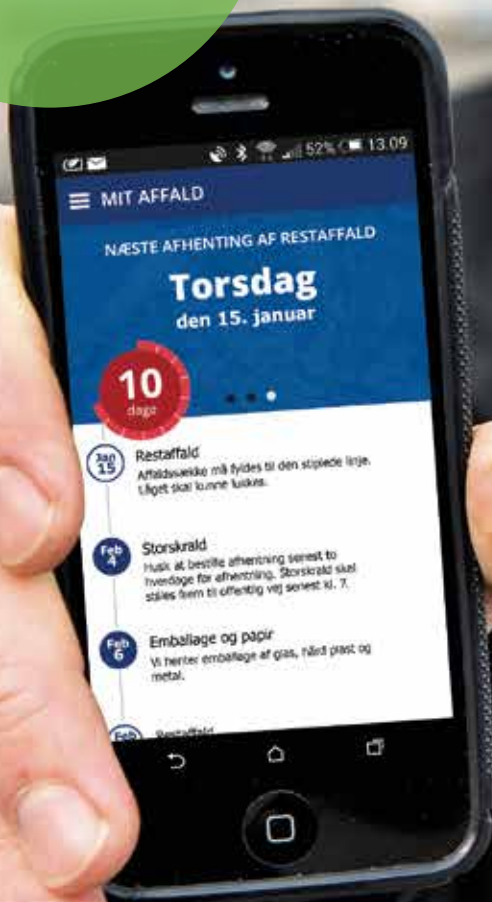 52% 13.09
MIT AFFALD
NÆSTE AFHENTING AF RESTAFFALD
Torsdag
den 15. januar
10
dage
Jan
15
Restaffald
Affaldssække må fyldes til den stiplede linje.
Låget skal kunne lukkes.
Feb
4
Storskrald
Husk at bestille afhentning senest to
hverdage før afhentning. Storskrald skal
stilles frem til offentlig vej senest kl. 7.
Feb
6
Emballage og papir
Vi henter emballage af glas, hård plast og
metal.
Feb
Restaffald